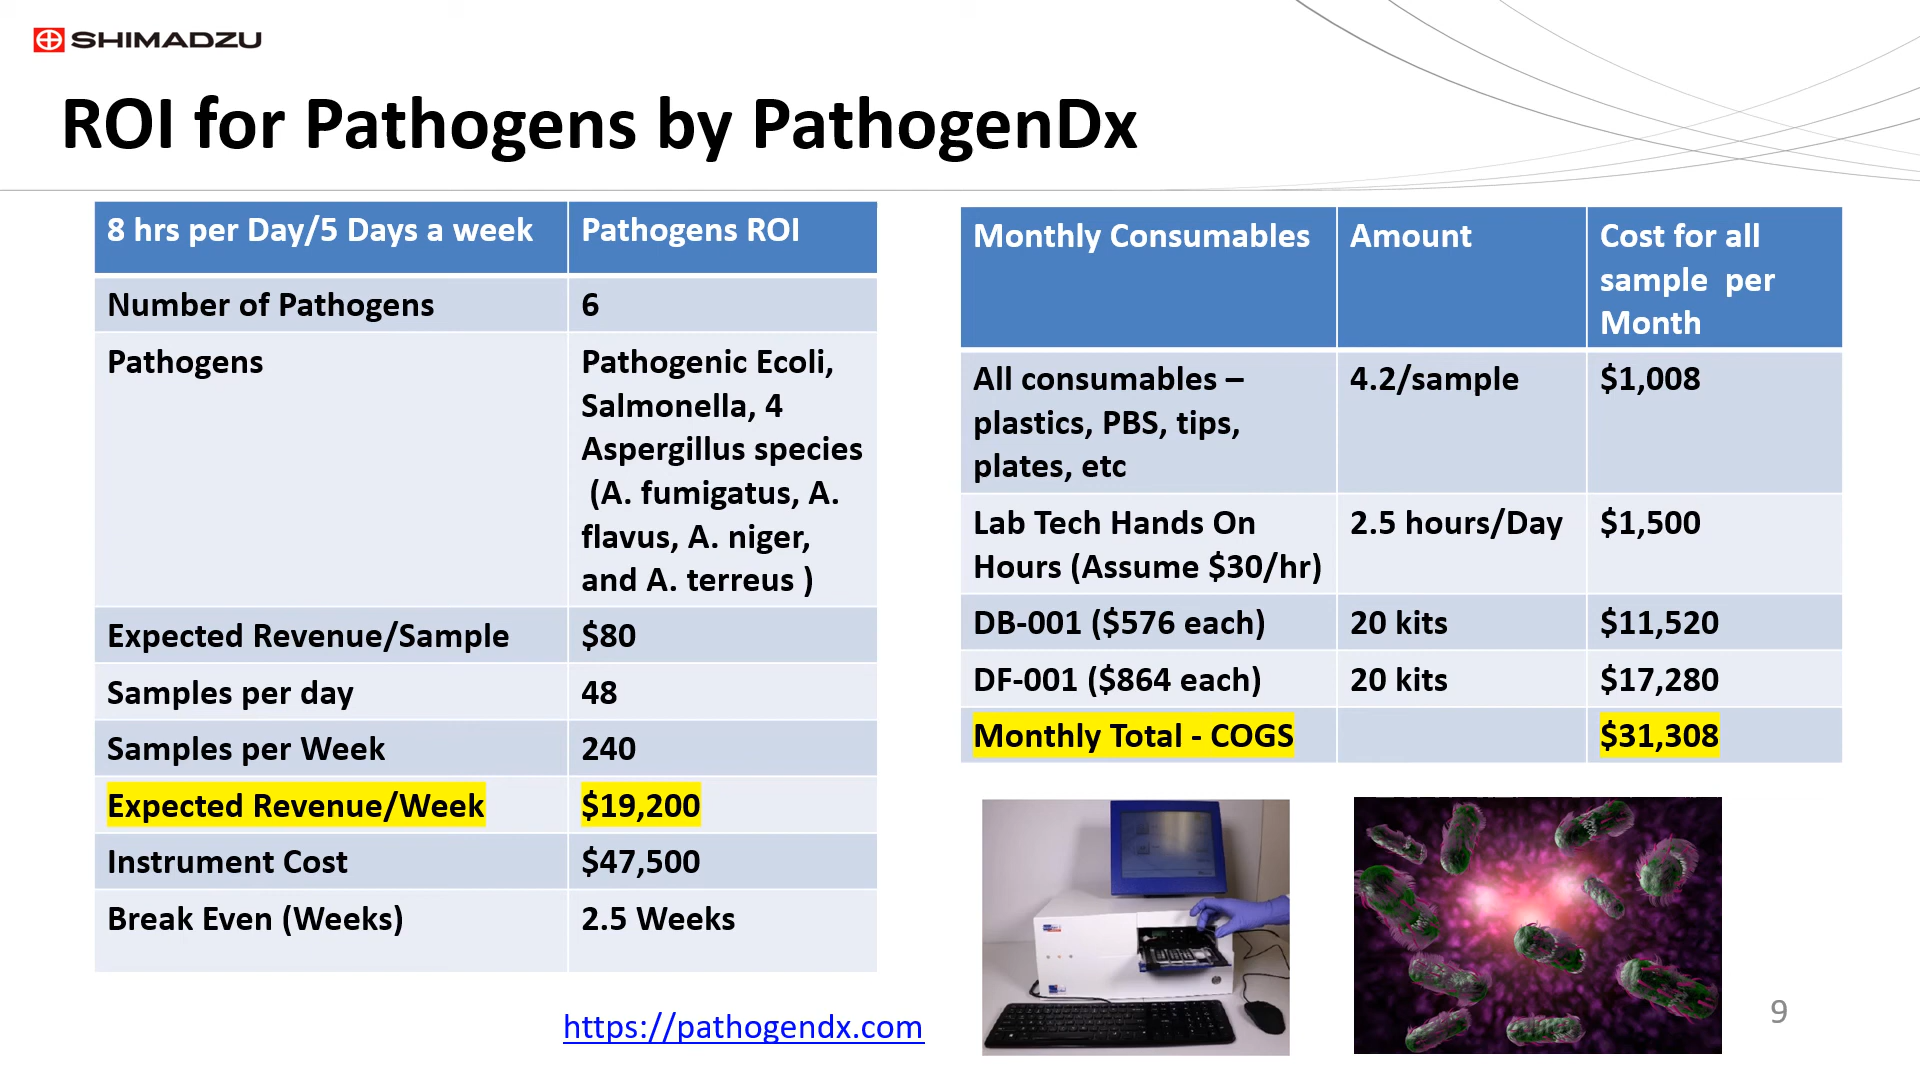 SHIMADZU
ROI for Pathogens by PathogenDx
8 hrs per Day/5 Days a week
Pathogens ROI
Number of Pathogens
6
Pathogens
Pathogenic Ecoli,
Salmonella, 4
Aspergillus species
(A. fumigatus, A.
flavus, A. niger,
and A. terreus )
Expected Revenue/Sample
$80
Samples per day
48
Samples per Week
240
Expected Revenue/Week
$19,200
Instrument Cost
$47,500
Break Even (Weeks)
2.5 Weeks
Monthly Consumables
Amount
Cost for all
sample  per
Month
All consumables –
plastics, PBS, tips,
plates, etc
4.2/sample
$1,008
Lab Tech Hands On
Hours (Assume $30/hr)
2.5 hours/Day
$1,500
DB-001 ($576 each)
20 kits
$11,520
DF-001 ($864 each)
20 kits
$17,280
Monthly Total - COGS
$31,308
https://pathogendx.com
9